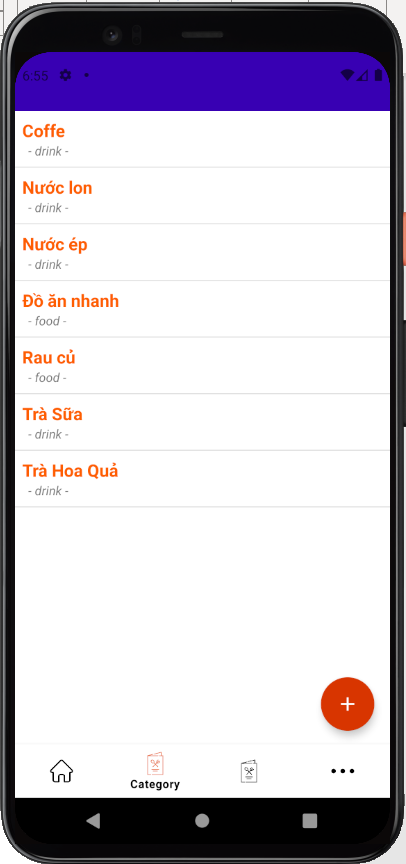 6:55
Coffe
- drink -
Nước lon
- drink -
Nước ép
- drink -
Đồ ăn nhanh
- food -
Rau củ
- food -
Trà Sữa
- drink -
Trà Hoa Quả
- drink -
+
Category